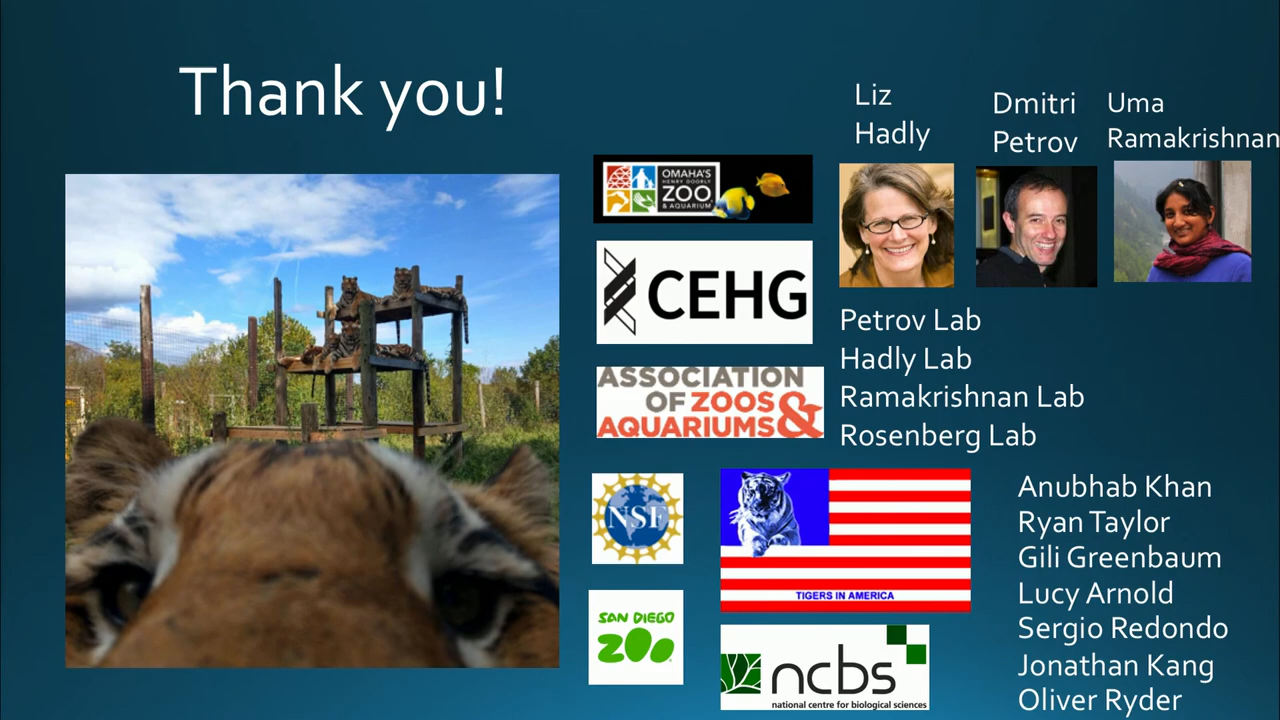 Thank you!
Liz
Hadly
Dmitri
Petrov
Uma
Ramakrishnan
OMAHA'S
HENRY DOORLY
ZOO
& AQUARIUM
CEHG
ASSOCIATION
OF ZOOS &
AQUARIUMS
Petrov Lab
Hadly Lab
Ramakrishnan Lab
Rosenberg Lab
NSF
TIGERS IN AMERICA
SAN DIEGO
ZOO
ncbs
national centre for biological sciences
Anubhab Khan
Ryan Taylor
Gili Greenbaum
Lucy Arnold
Sergio Redondo
Jonathan Kang
Oliver Ryder